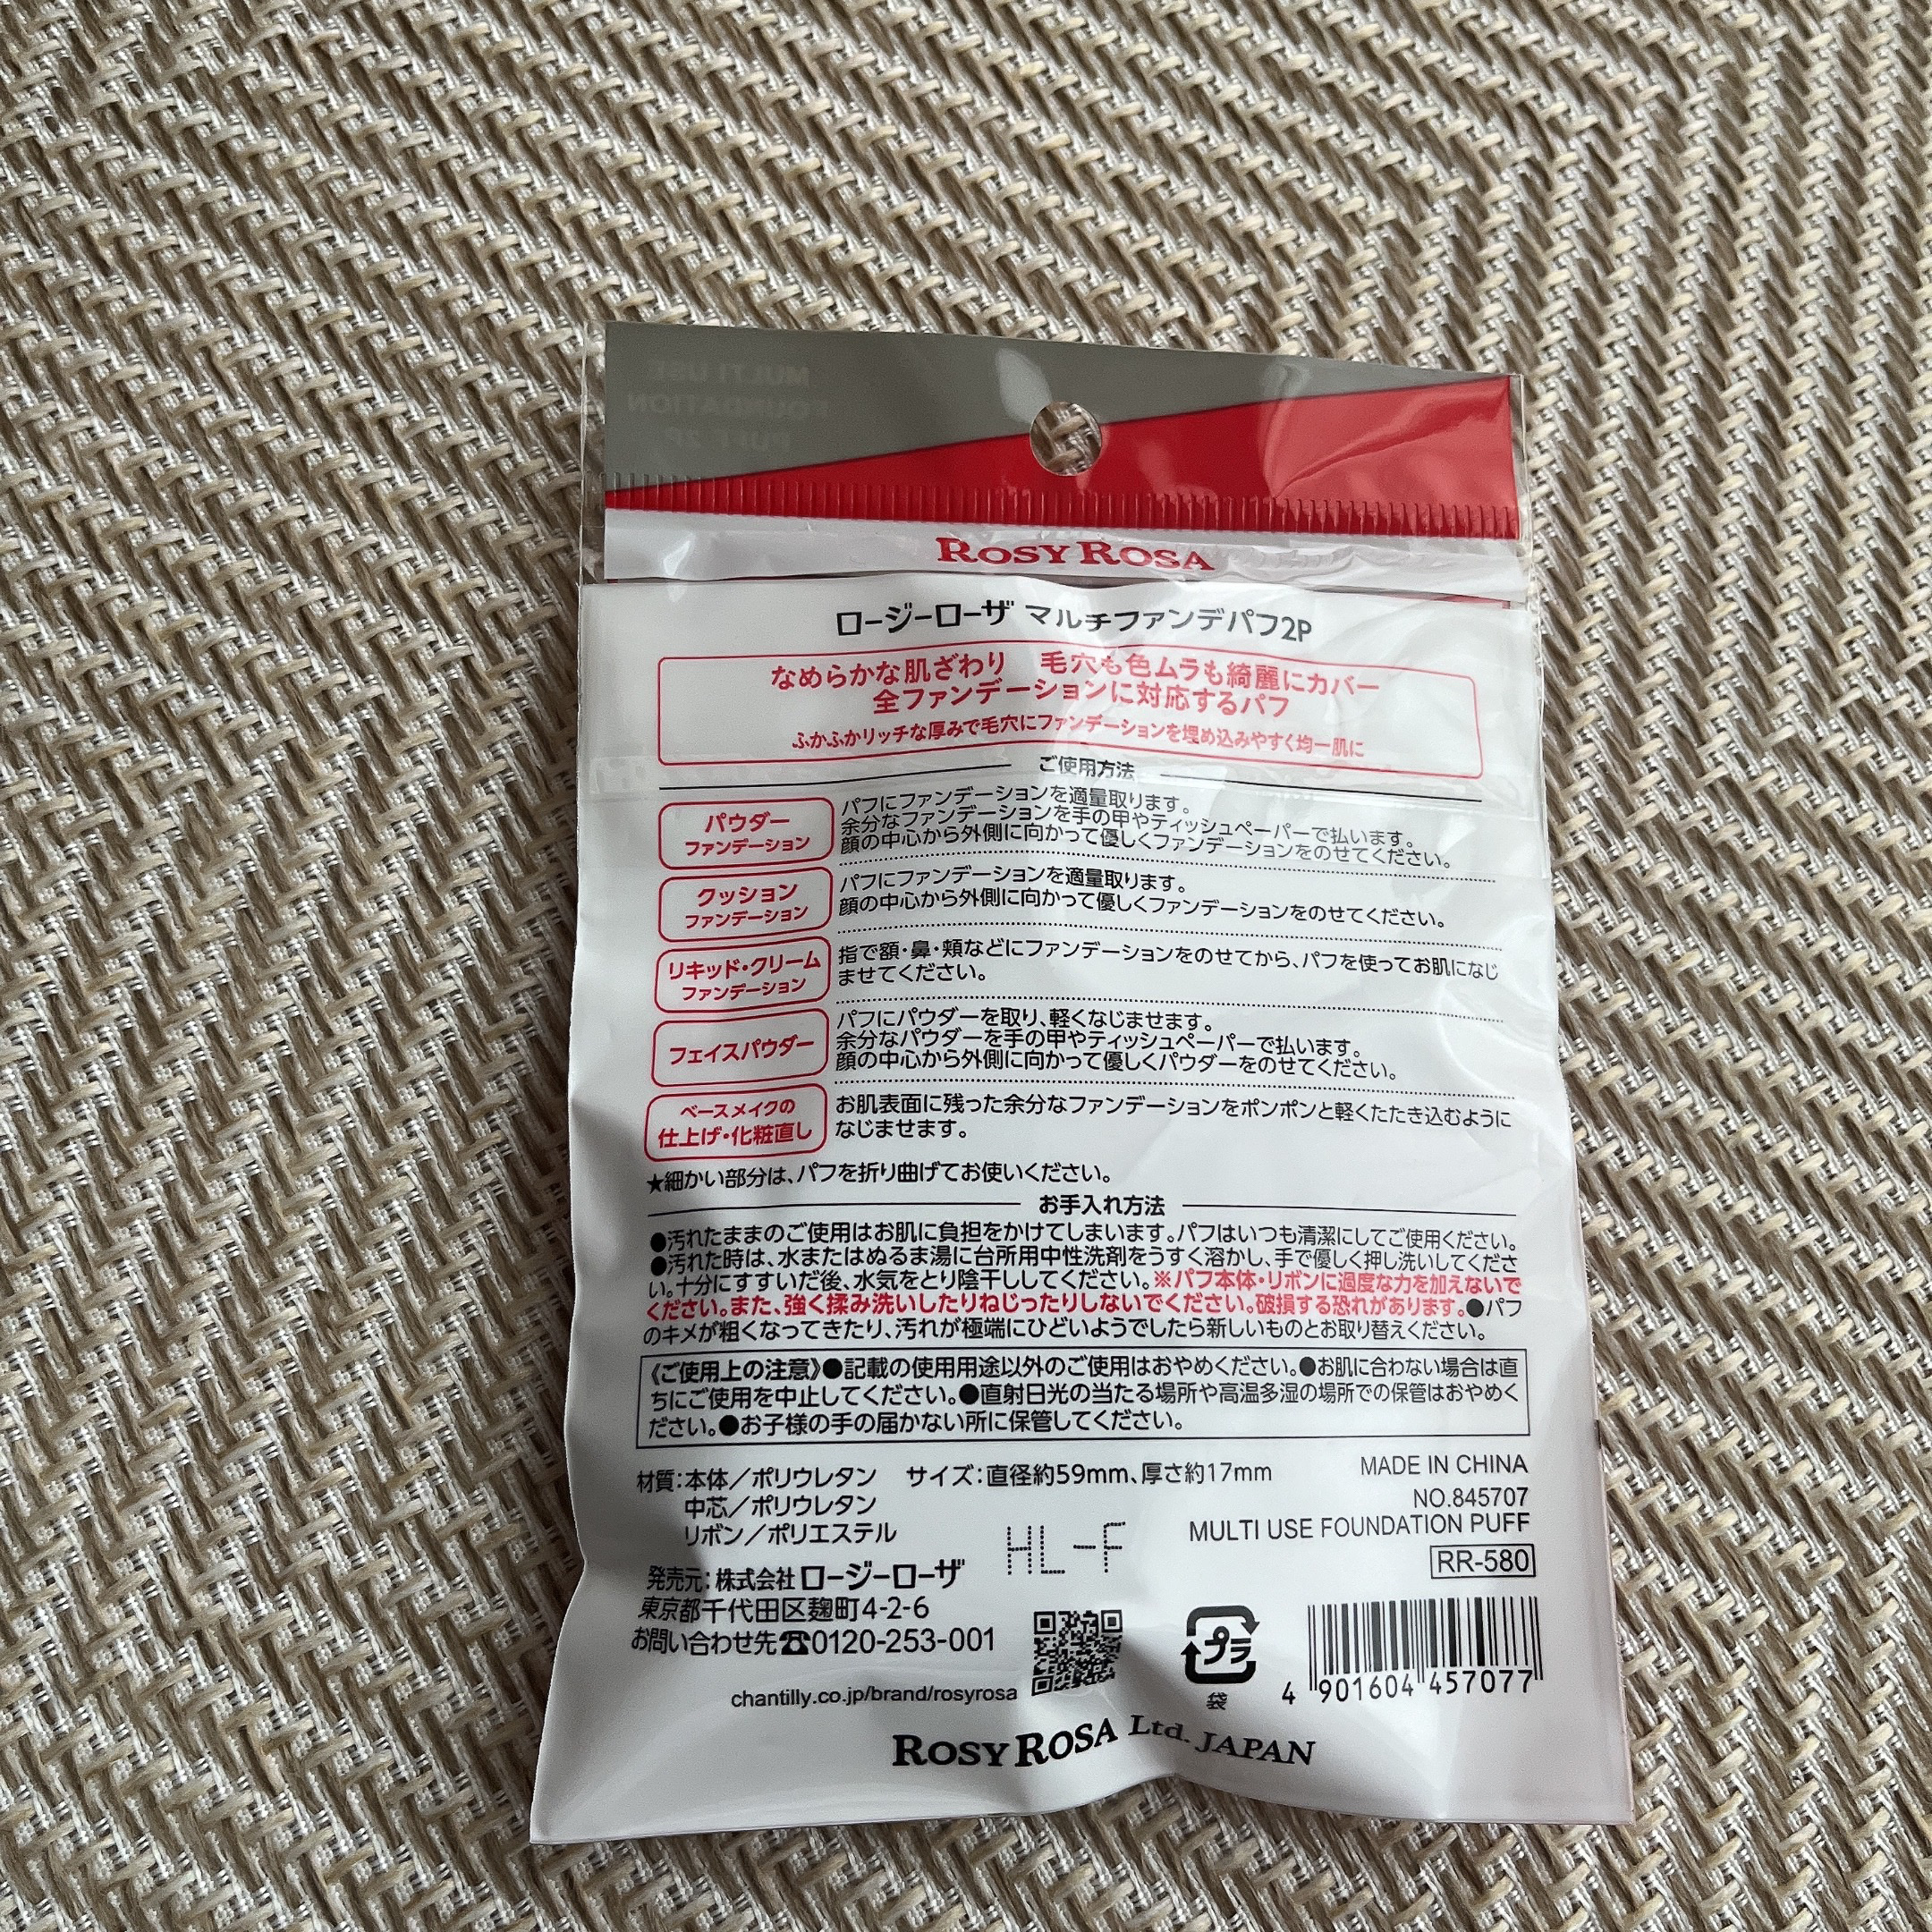 MULTI USE
FOUNDATION
PUFF 2P
ROSY ROSA
ロージーローザ マルチファンデパフ2P
なめらかな肌ざわり 毛穴も色ムラも綺麗にカバー
全ファンデーションに対応するパフ
ふかふかリッチな厚みで毛穴にファンデーションを埋め込みやすく均一肌に
ご使用方法
パウダー
ファンデーション
パフにファンデーションを適量取ります。
余分なファンデーションを手の甲やティッシュペーパーで払います。
顔の中心から外側に向かって優しくファンデーションをのせてください。
クッション
ファンデーション
パフにファンデーションを適量取ります。
顔の中心から外側に向かって優しくファンデーションをのせてください。
リキッド・クリーム
ファンデーション
指で額・鼻・頬などにファンデーションをのせてから、パフを使ってお肌になじ
ませてください。
フェイスパウダー
パフにパウダーを取り、軽くなじませます。
余分なパウダーを手の甲やティッシュペーパーで払います。
顔の中心から外側に向かって優しくパウダーをのせてください。
ベースメイクの
仕上げ・化粧直し
お肌表面に残った余分なファンデーションをポンポンと軽くたたき込むように
なじませます。
★細かい部分は、パフを折り曲げてお使いください。
お手入れ方法
●汚れたままのご使用はお肌に負担をかけてしまいます。パフはいつも清潔にしてご使用ください。
●汚れた時は、水またはぬるま湯に台所用中性洗剤をうすく溶かし、手で優しく押し洗いしてくださ
い。十分にすすいだ後、水気をとり陰干ししてください。※パフ本体・リボンに過度な力を加えないで
ください。また、強く揉み洗いしたりねじったりしないでください。破損する恐れがあります。●パフ
のキメが粗くなってきたり、汚れが極端にひどいようでしたら新しいものとお取り替えください。
《ご使用上の注意》●記載の使用用途以外のご使用はおやめください。●お肌に合わない場合は直
ちにご使用を中止してください。●直射日光の当たる場所や高温多湿の場所での保管はおやめく
ださい。●お子様の手の届かない所に保管してください。
材質：本体／ポリウレタン サイズ：直径約59mm、厚さ約17mm
中芯／ポリウレタン
リボン／ポリエステル
MADE IN CHINA
NO.845707
MULTI USE FOUNDATION PUFF
RR-580
HL-F
発売元：株式会社ロージーローザ
東京都千代田区麹町4-2-6
お問い合わせ先☎0120-253-001
chantilly.co.jp/brand/rosyrosa
プラ
袋
4 901604 457077
ROSY ROSA Ltd. JAPAN